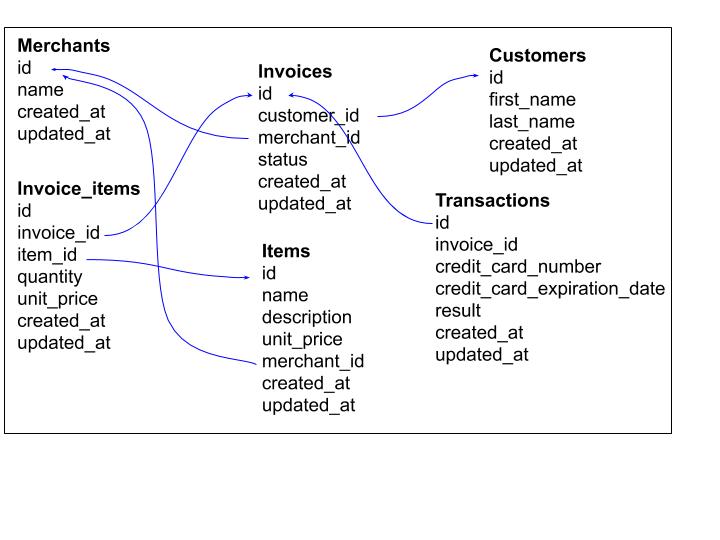 Merchants
id
name
created_at
updated_at
Invoice_items
id
invoice_id
item_id
quantity
unit_price
created_at
updated_at
Invoices
id
customer_id
merchant_id
status
created_at
updated_at
Items
id
name
description
unit_price
merchant_id
created_at
updated_at
Customers
id
first_name
last_name
created_at
updated_at
Transactions
id
invoice_id
credit_card_number
credit_card_expiration_date
result
created_at
updated_at